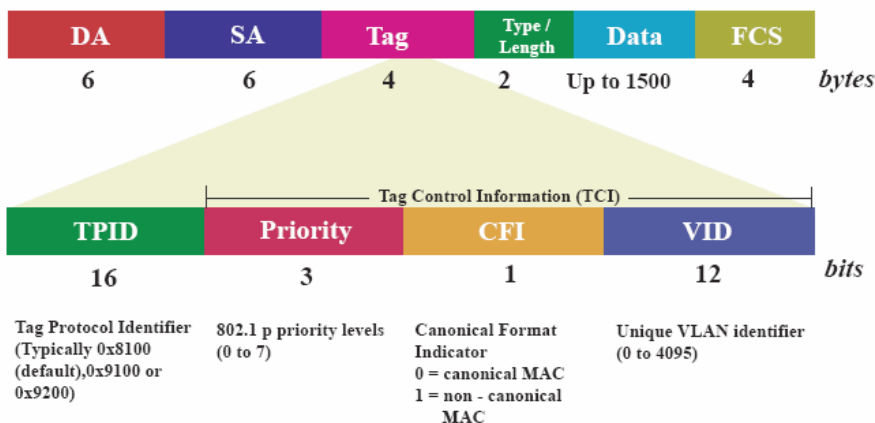 DA SA Tag Type / Length Data FCS
6 6 4 2 Up to 1500 4 bytes
Tag Control Information (TCI)
TPID Priority CFI VID
16 3 1 12 bits
Tag Protocol Identifier
(Typically 0x8100
(default),0x9100 or
0x9200)
802.1 p priority levels
(0 to 7)
Canonical Format
Indicator
0 = canonical MAC
1 = non - canonical
MAC
Unique VLAN identifier
(0 to 4095)